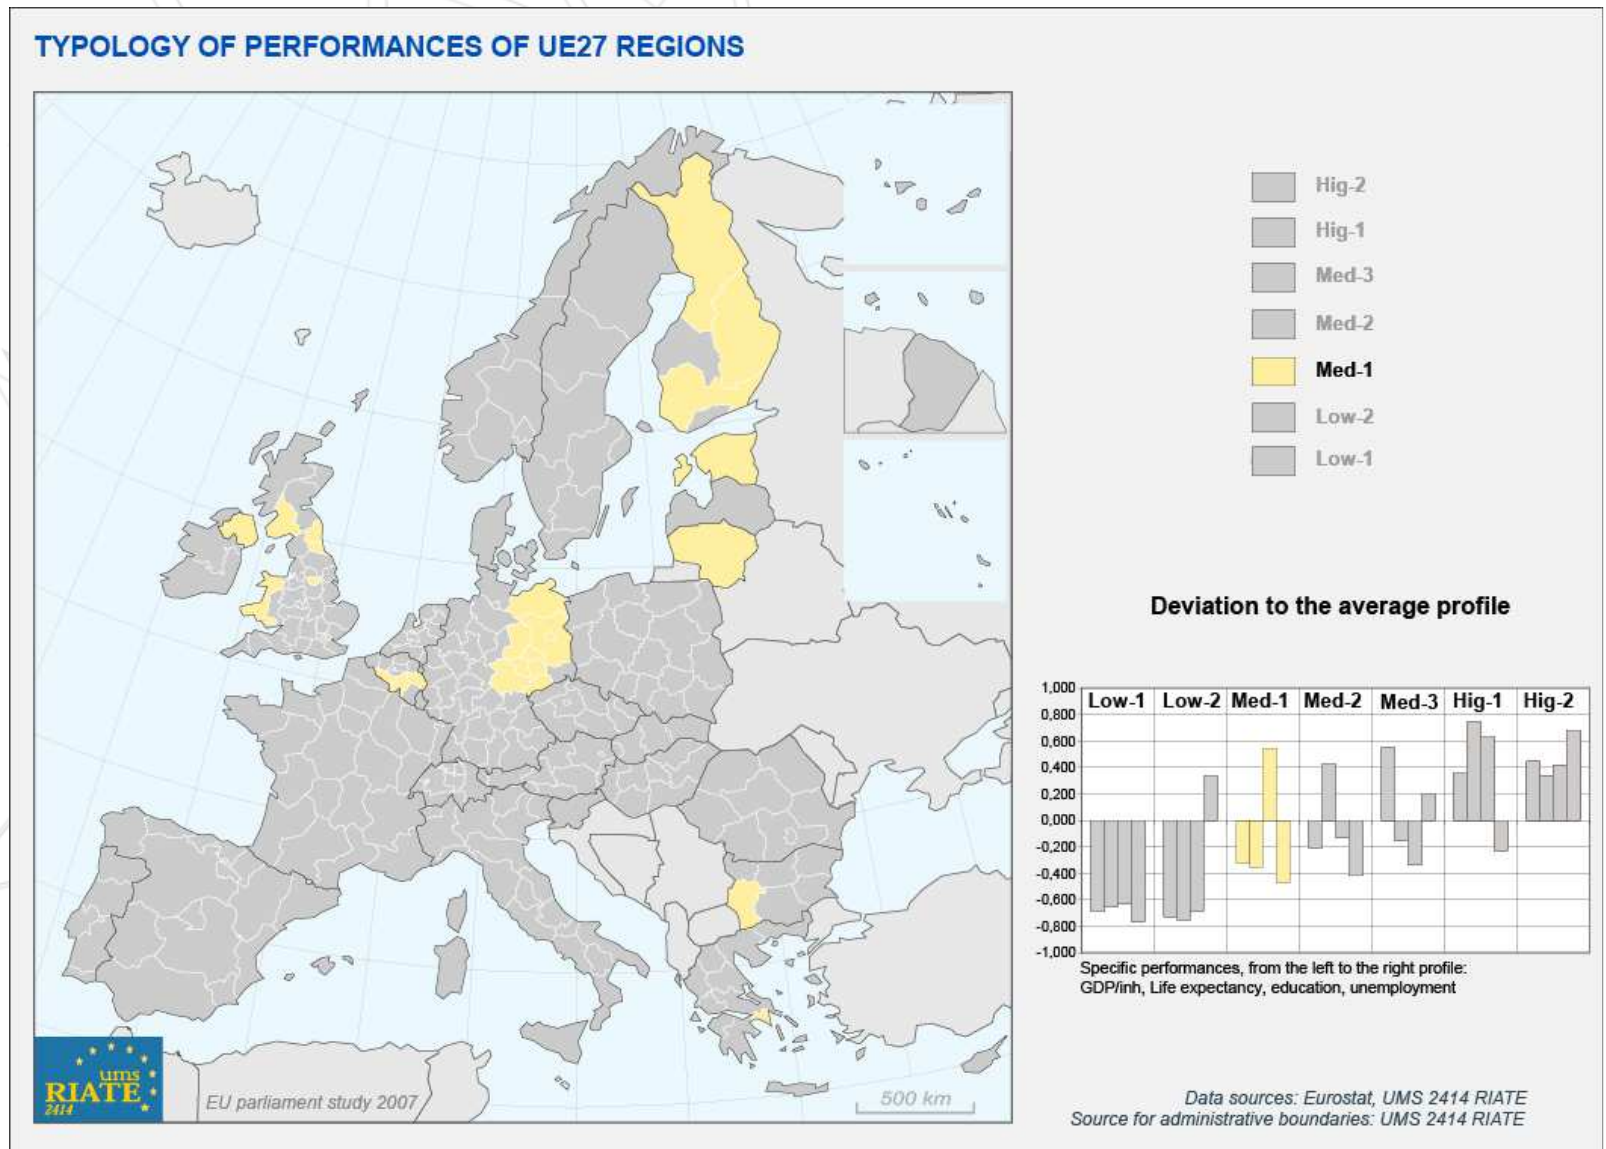 TYPOLOGY OF PERFORMANCES OF UE27 REGIONS
Hig-2
Hig-1
Med-3
Med-2
Med-1
Low-2
Low-1
Deviation to the average profile
1,000
0,800
0,600
0,400
0,200
0,000
-0,200
-0,400
-0,600
-0,800
-1,000
Low-1 Low-2 Med-1 Med-2 Med-3 Hig-1 Hig-2
Specific performances, from the left to the right profile:
GDP/inh, Life expectancy, education, unemployment
ums
RIATE
2414
EU parliament study 2007
500 km
Data sources: Eurostat, UMS 2414 RIATE
Source for administrative boundaries: UMS 2414 RIATE